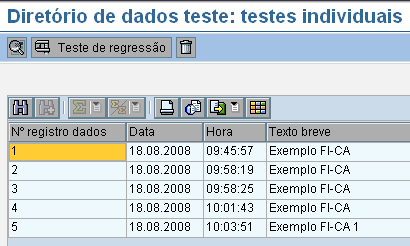 Diretório de dados teste: testes individuais
Teste de regressão
Nº registro dados Data Hora Texto breve
1 18.08.2008 09:45:57 Exemplo FI-CA
2 18.08.2008 09:58:19 Exemplo FI-CA
3 18.08.2008 09:58:25 Exemplo FI-CA
4 18.08.2008 10:01:43 Exemplo FI-CA
5 18.08.2008 10:03:51 Exemplo FI-CA 1